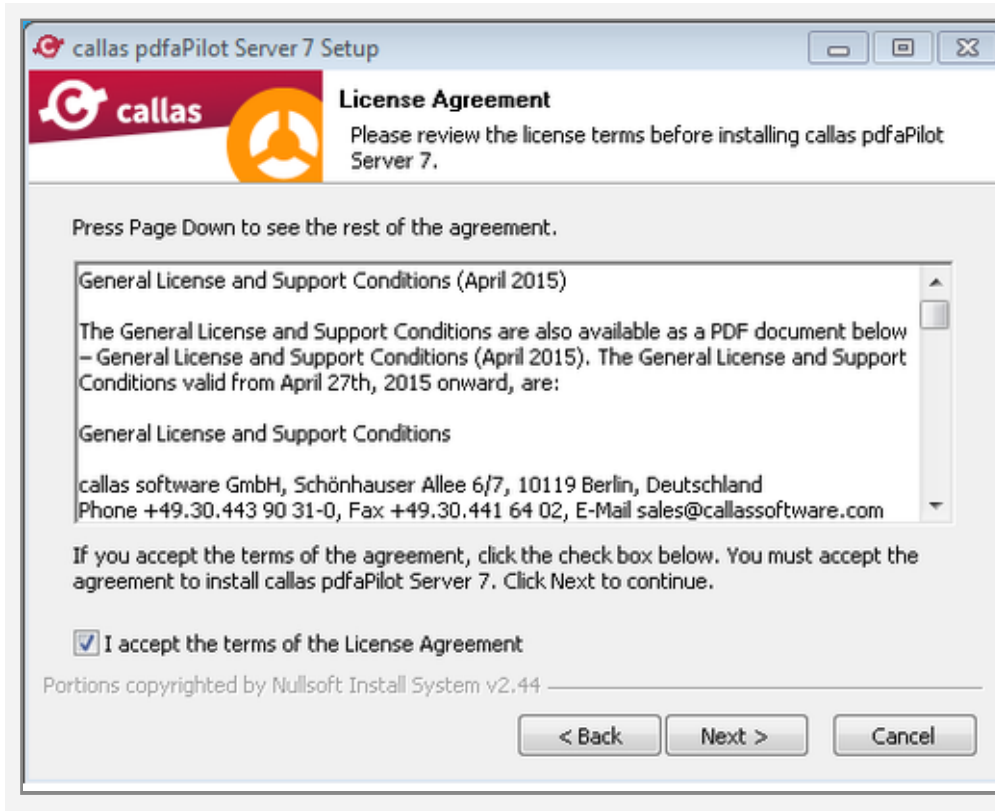 callas pdfaPilot Server 7 Setup
callas
License Agreement
Please review the license terms before installing callas pdfaPilot
Server 7.
Press Page Down to see the rest of the agreement.
General License and Support Conditions (April 2015)
The General License and Support Conditions are also available as a PDF document below
– General License and Support Conditions (April 2015). The General License and Support
Conditions valid from April 27th, 2015 onward, are:
General License and Support Conditions
callas software GmbH, Schönhauser Allee 6/7, 10119 Berlin, Deutschland
Phone +49.30.443 90 31-0, Fax +49.30.441 64 02, E-Mail sales@callassoftware.com
If you accept the terms of the agreement, click the check box below. You must accept the
agreement to install callas pdfaPilot Server 7. Click Next to continue.
I accept the terms of the License Agreement
Portions copyrighted by Nullsoft Install System v2.44
< Back Next > Cancel